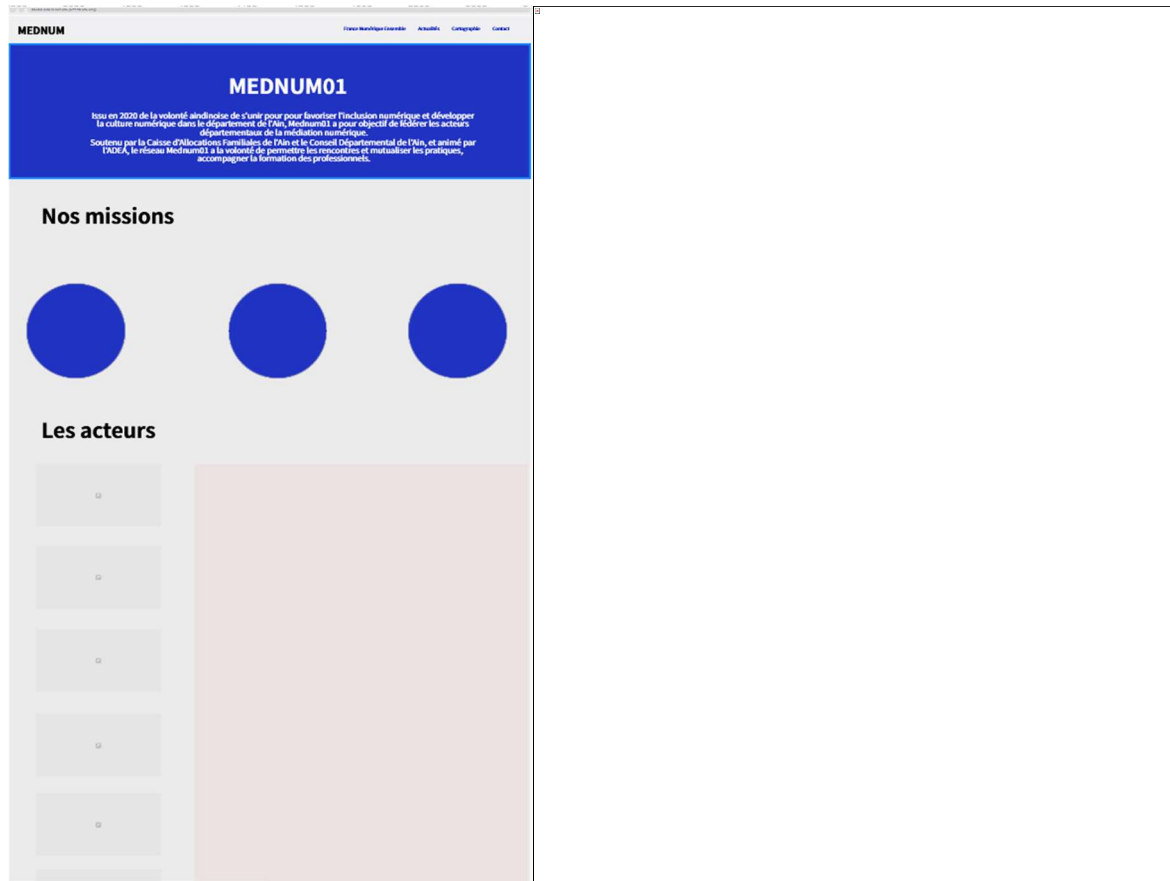 MEDNUM
France Numérique Ensemble Actualités Cartographie Contact
MEDNUM01
Issu en 2020 de la volonté aindinoise de s'unir pour pour favoriser l'inclusion numérique et développer
la culture numérique dans le département de l'Ain, Mednum01 a pour objectif de fédérer les acteurs
départementaux de la médiation numérique.
Soutenu par la Caisse d'Allocations Familiales de l'Ain et le Conseil Départemental de l'Ain, et animé par
l'ADEA, le réseau Mednum01 a la volonté de permettre les rencontres et mutualiser les pratiques,
accompagner la formation des professionnels.
Nos missions
Les acteurs